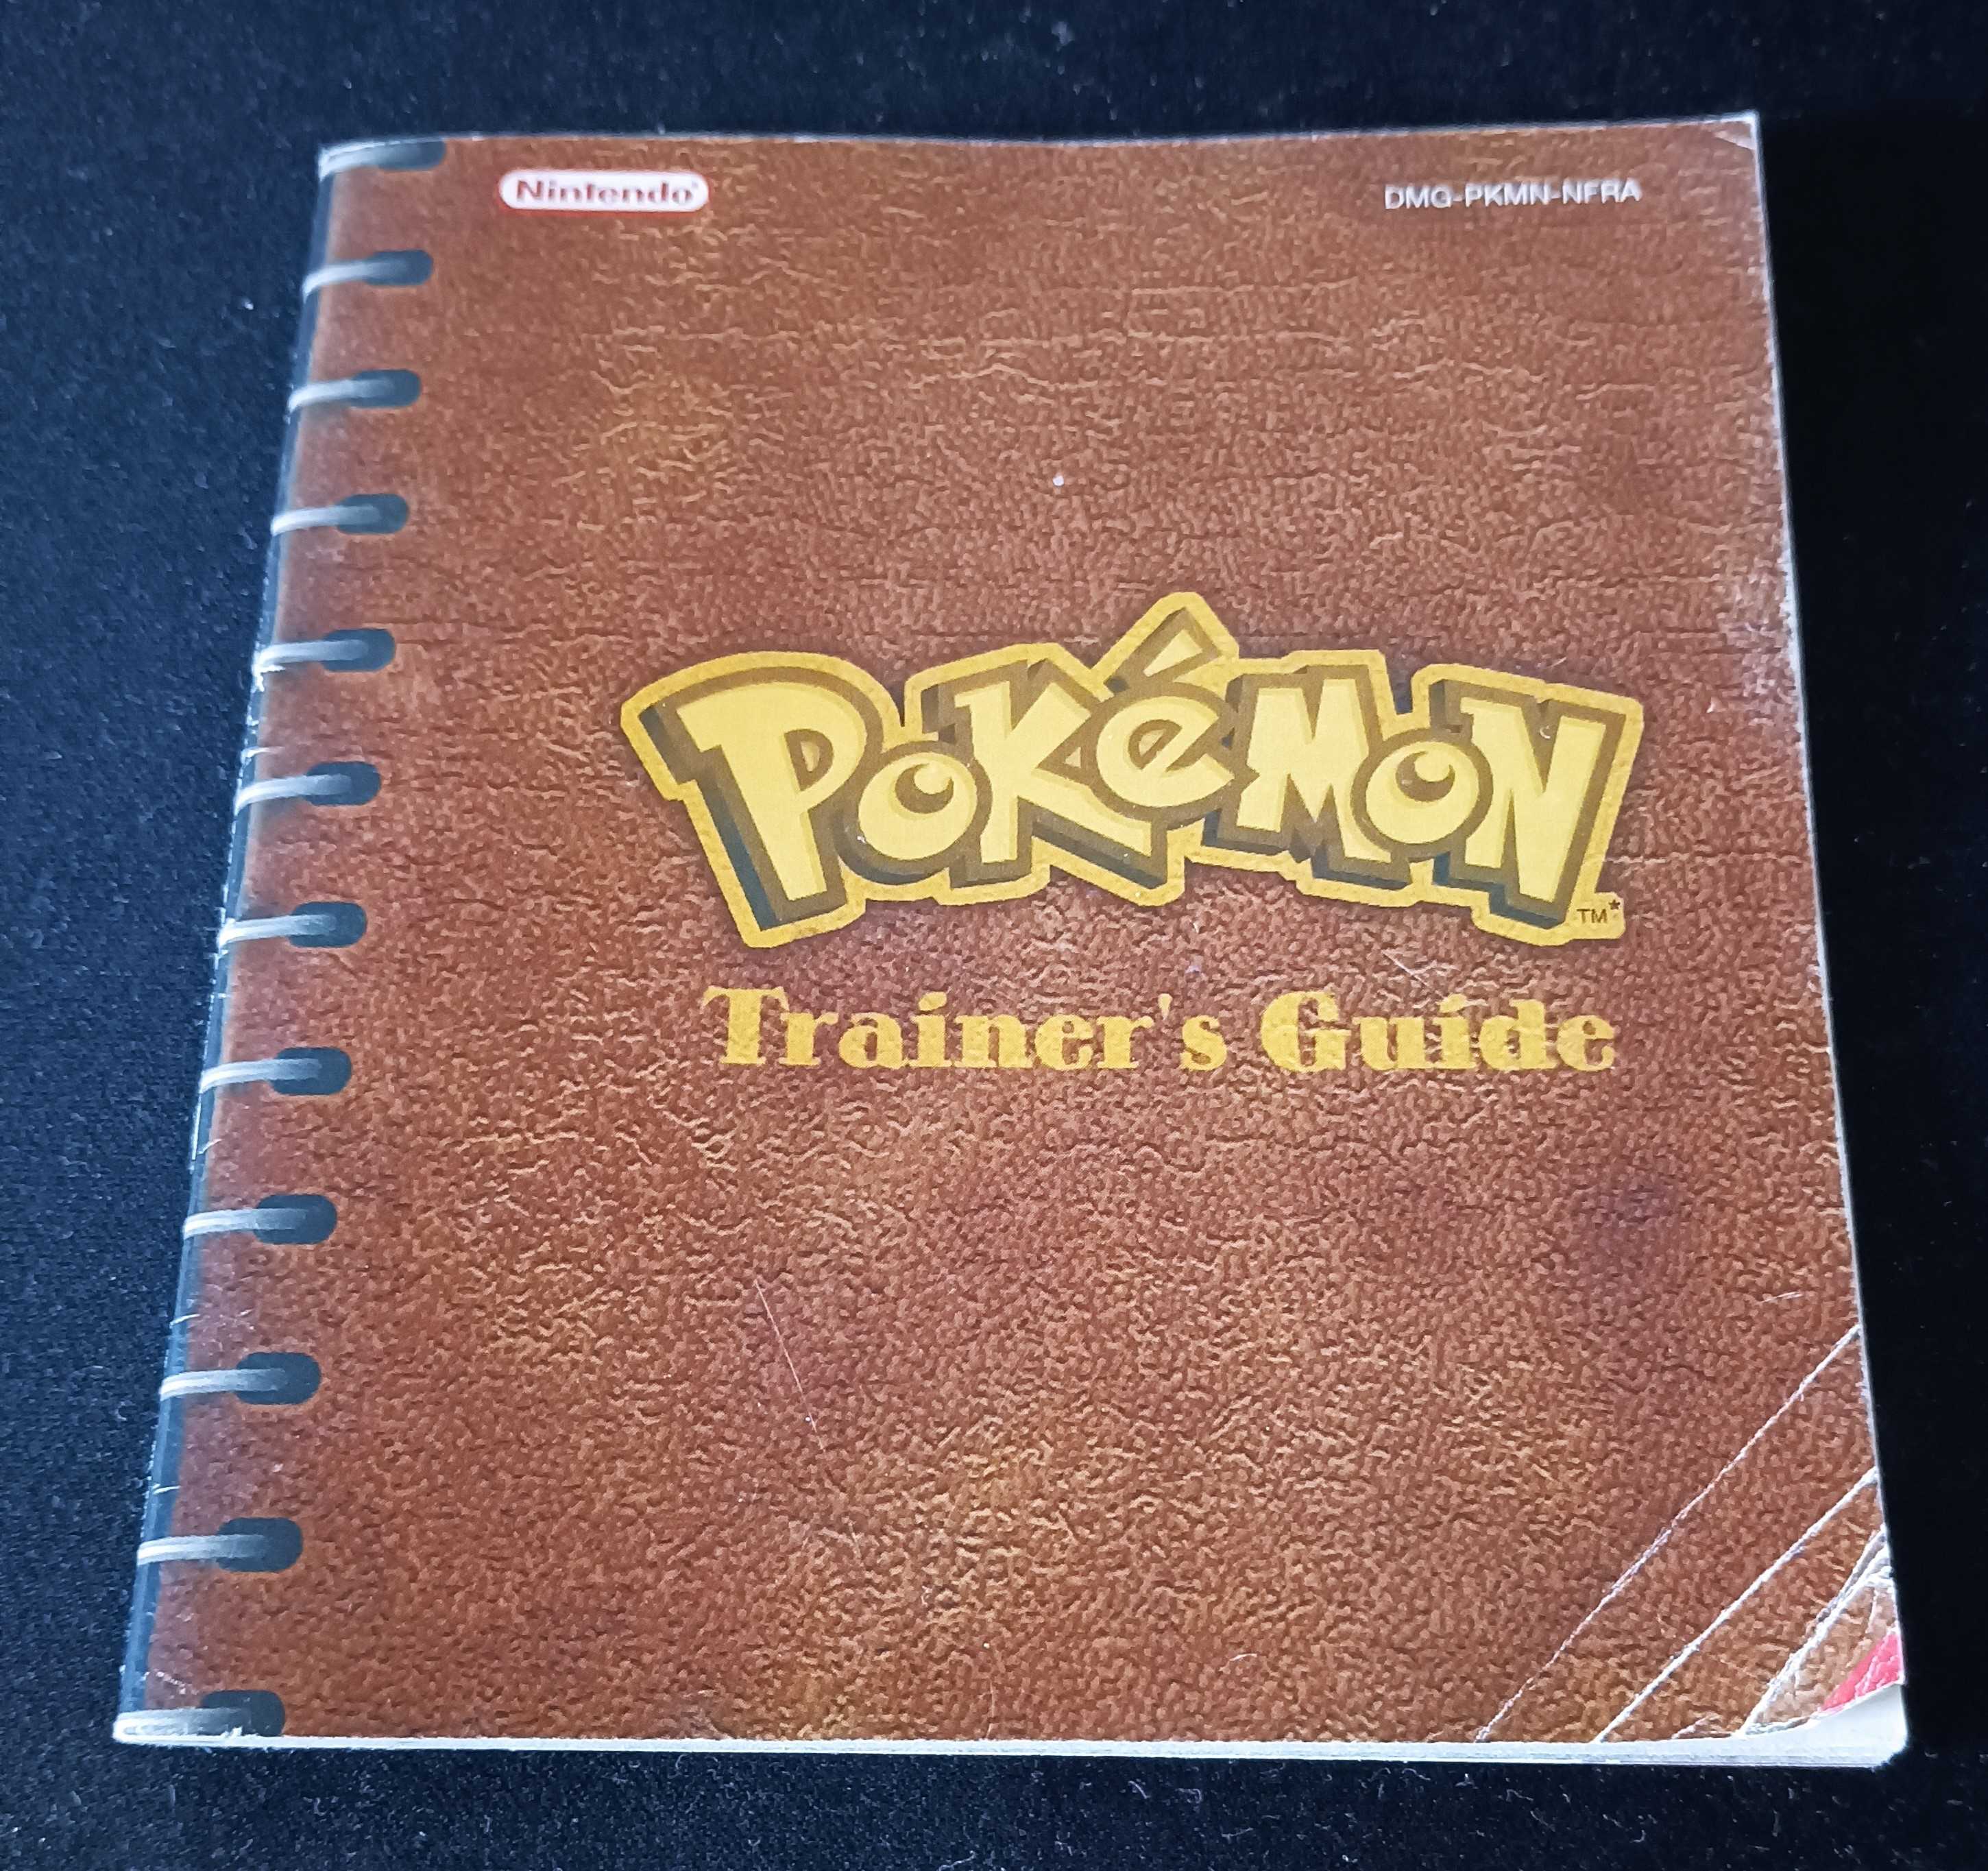 Nintendo®
DMG-PKMN-NFRA
POKéMON
TM*
Trainer's Guide